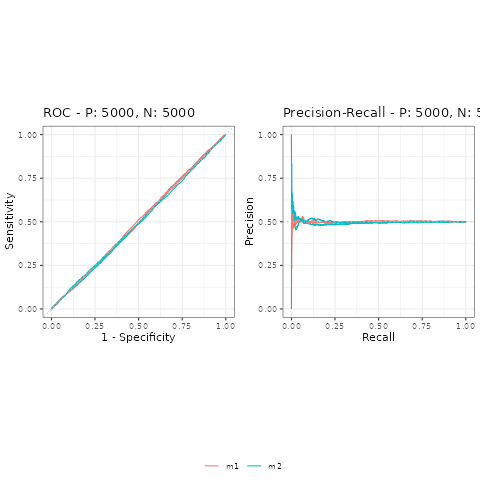 ROC - P: 5000, N: 5000
Precision-Recall - P: 5000, N: 5
1.00
0.75
0.50
0.25
0.00
Sensitivity
0.00 0.25 0.50 0.75 1.00
1 - Specificity
1.00
0.75
0.50
0.25
0.00
Precision
0.00 0.25 0.50 0.75 1.00
Recall
m1 m2